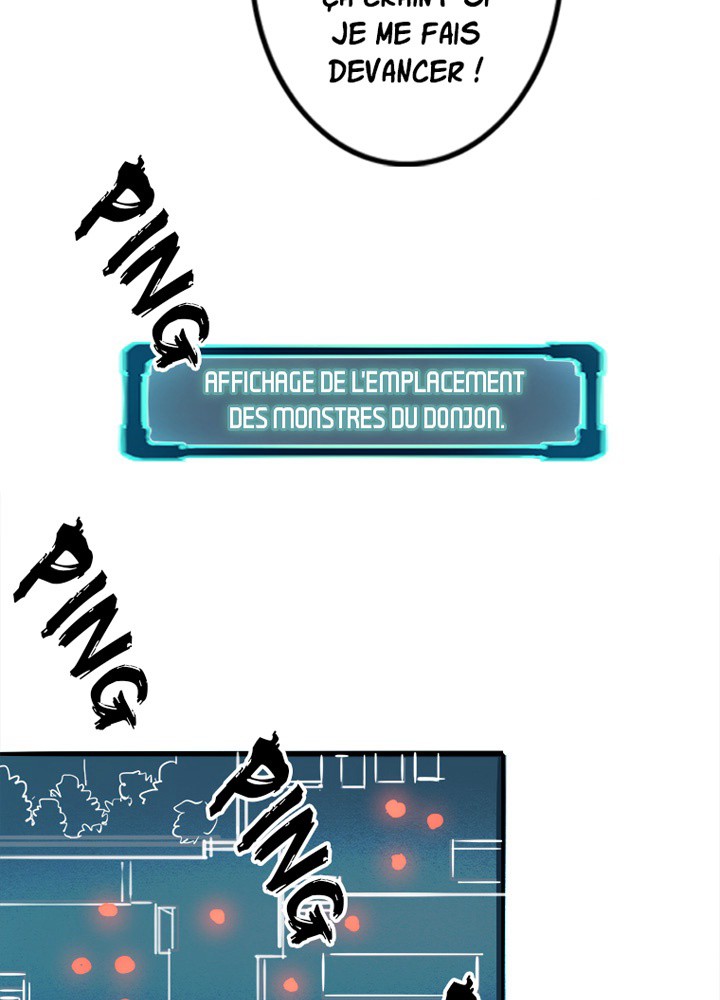 JE ME FAIS
DEVANCER !
PING
AFFICHAGE DE L'EMPLACEMENT
DES MONSTRES DU DONJON.
PING
PING